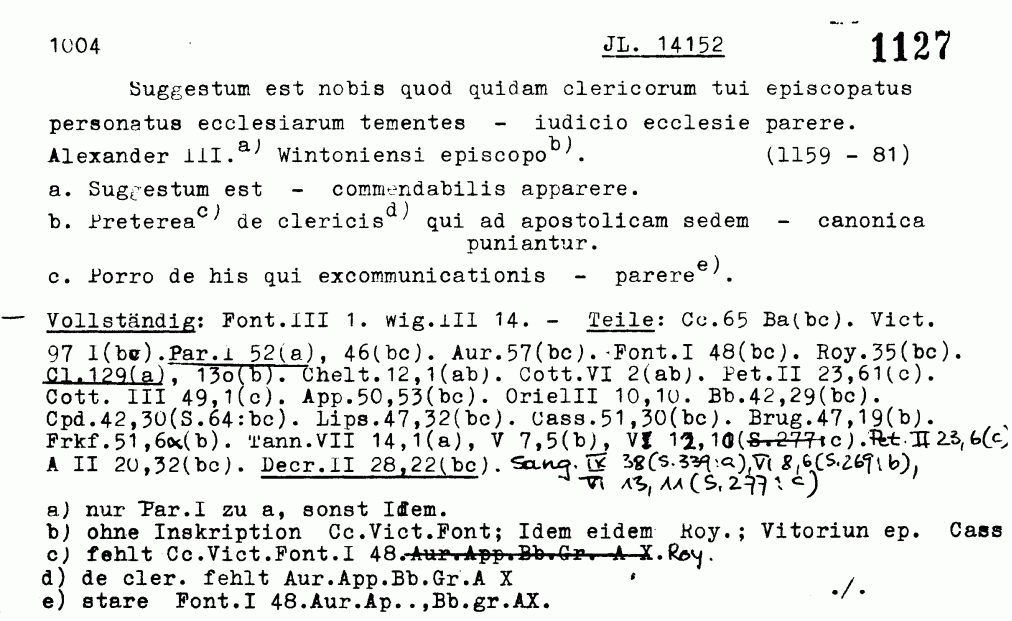 1004 JL. 14152 1127
Suggestum est nobis quod quidam clericorum tui episcopatus
personatus ecclesiarum tementes - iudicio ecclesie parere.
Alexander III.a) Wintoniensi episcopob). (1159 - 81)
a. Suggestum est - commendabilis apparere.
b. Pretereac) de clericisd) qui ad apostolicam sedem - canonica
puniantur.
c. Porro de his qui excommunicationis - pareree).
— Vollständig: Font.III 1. wig.III 14. - Teile: Cc.65 Ba(bc). Vict.
97 1(bc).Par.I 52(a), 46(bc). Aur.57(bc). Font.I 48(bc). Roy.35(bc).
Cl.129(a), 13o(b). Chelt.12,1(ab). Cott.VI 2(ab). Pet.II 23,61(c).
Cott. III 49,1(c). App.50,53(bc). OrielII 10,10. Bb.42,29(bc).
Cpd.42,30(S.64:bc). Lips.47,32(bc). Cass.51,30(bc). Brug.47,19(b).
Frkf.51,6α(b). Tann.VII 14,1(a), V 7,5(b), VI 12,10(S.277:c). Pet. II 23,6(c)
A II 20,32(bc). Decr.II 28,22(bc). Sang. IX 38(S.339:a), VI 8,6(S.269:b),
VI 13,11(S.277:c)
a) nur Par.I zu a, sonst Idem.
b) ohne Inskription Cc.Vict.Font; Idem eidem Roy.; Vitoriun ep. Cass
c) fehlt Cc.Vict.Font.I 48.Aur.App.Bb.Gr. A X.Roy.
d) de cler. fehlt Aur.App.Bb.Gr.A X
e) stare Font.I 48.Aur.Ap..,Bb.gr.AX. ./.